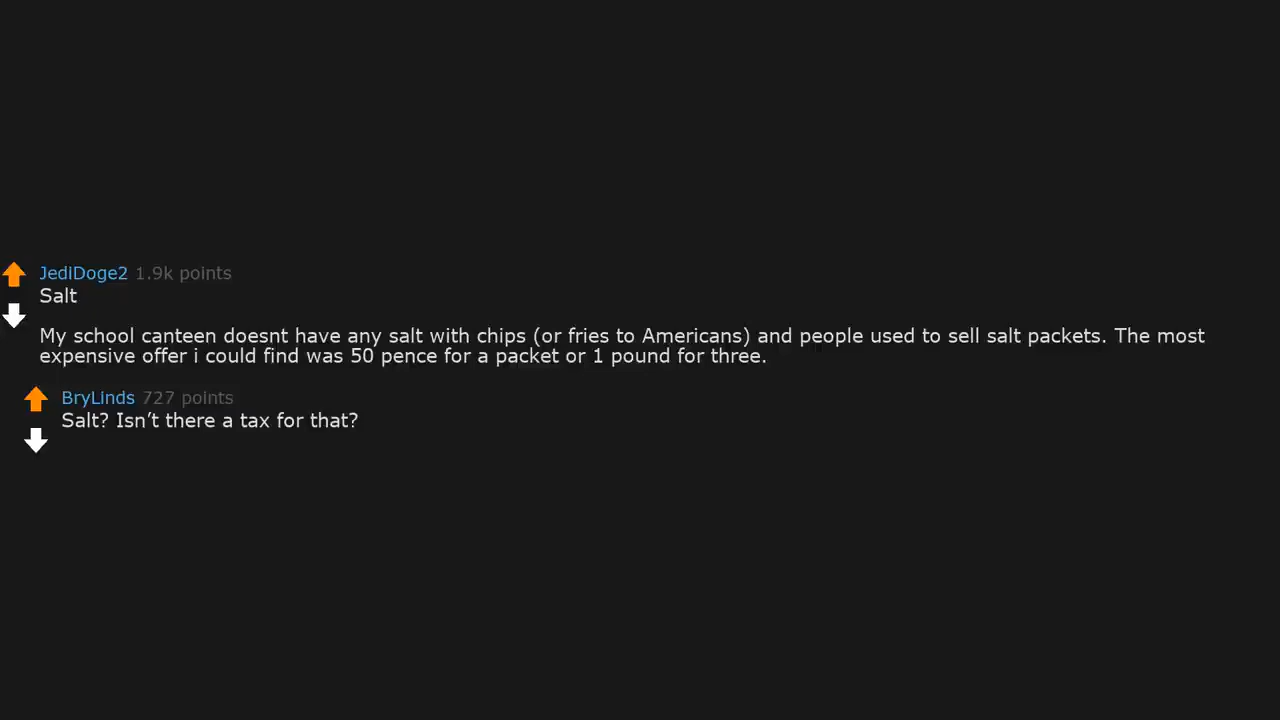 JediDoge2 1.9k points
Salt
My school canteen doesnt have any salt with chips (or fries to Americans) and people used to sell salt packets. The most
expensive offer i could find was 50 pence for a packet or 1 pound for three.
BryLinds 727 points
Salt? Isn’t there a tax for that?